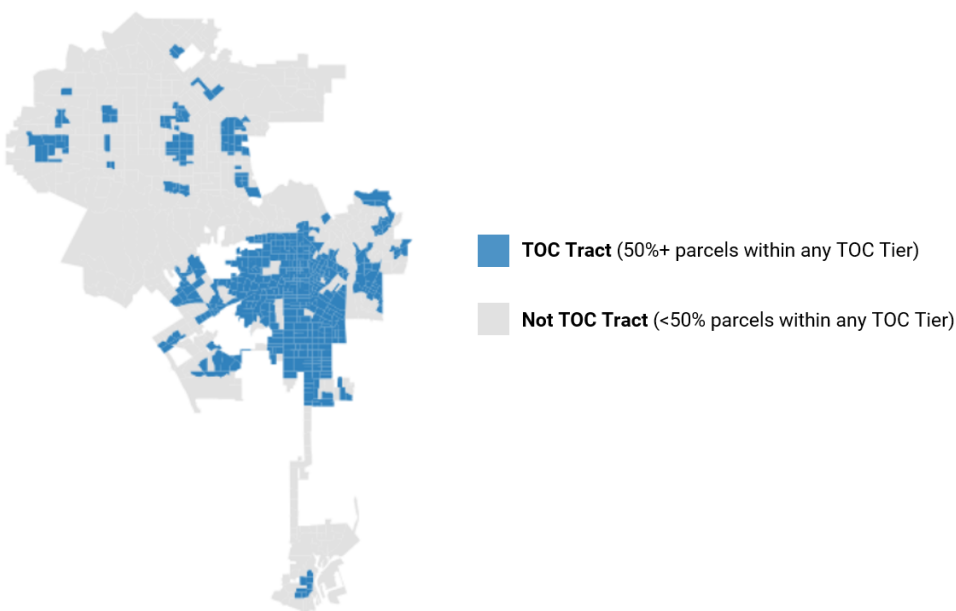 TOC Tract (50%+ parcels within any TOC Tier)
Not TOC Tract (<50% parcels within any TOC Tier)